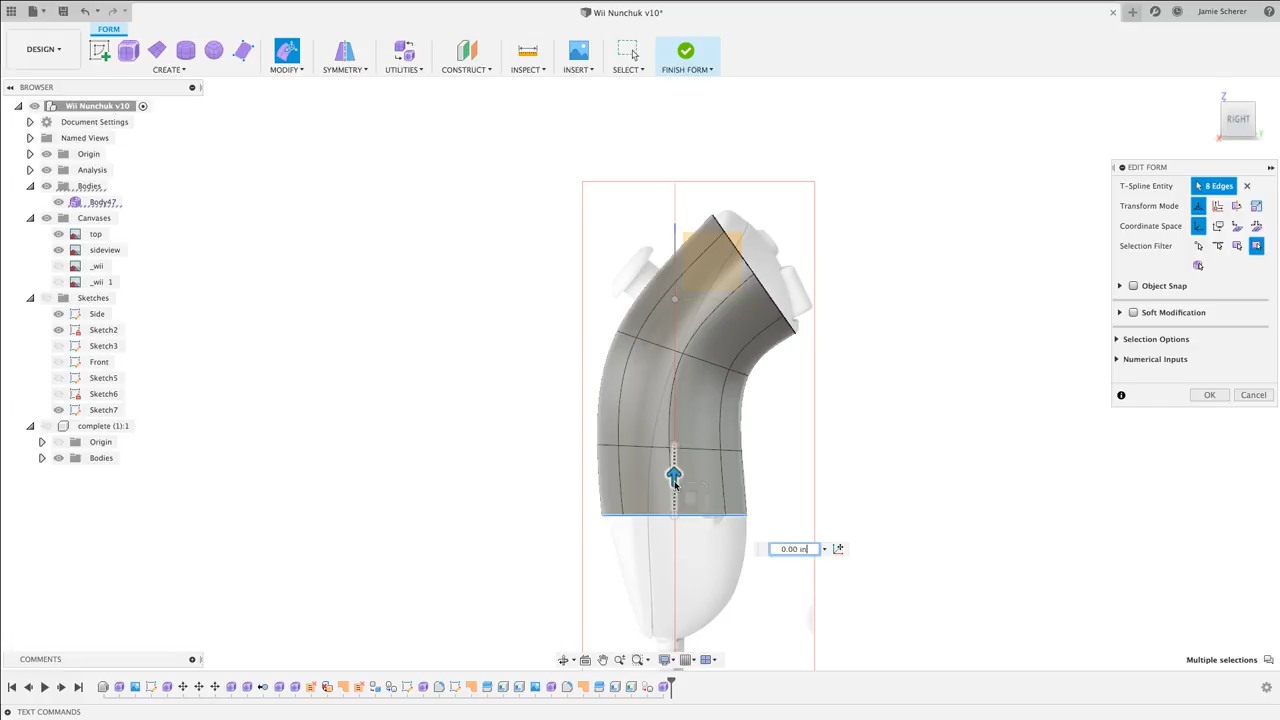 Wii Nunchuk v10*
Jamie Scherer
FORM
DESIGN
CREATE
MODIFY
SYMMETRY
UTILITIES
CONSTRUCT
INSPECT
INSERT
SELECT
FINISH FORM
BROWSER
Wii Nunchuk v10
Document Settings
Named Views
Origin
Analysis
Bodies
Body47
Canvases
top
sideview
_wii
_wii 1
Sketches
Side
Sketch2
Sketch3
Front
Sketch5
Sketch6
Sketch7
complete (1):1
Origin
Bodies
Z
RIGHT
X
Y
EDIT FORM
T-Spline Entity
8 Edges
Transform Mode
Coordinate Space
Selection Filter
Object Snap
Soft Modification
Selection Options
Numerical Inputs
OK
Cancel
0.00 in
COMMENTS
Multiple selections
TEXT COMMANDS